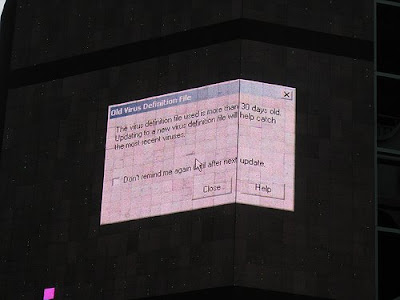 Old Virus Definition File
The virus definition file used is more than 30 days old.
Updating to a new virus definition file will help catch
the most recent viruses.
Don't remind me again until after next update.
Close
Help